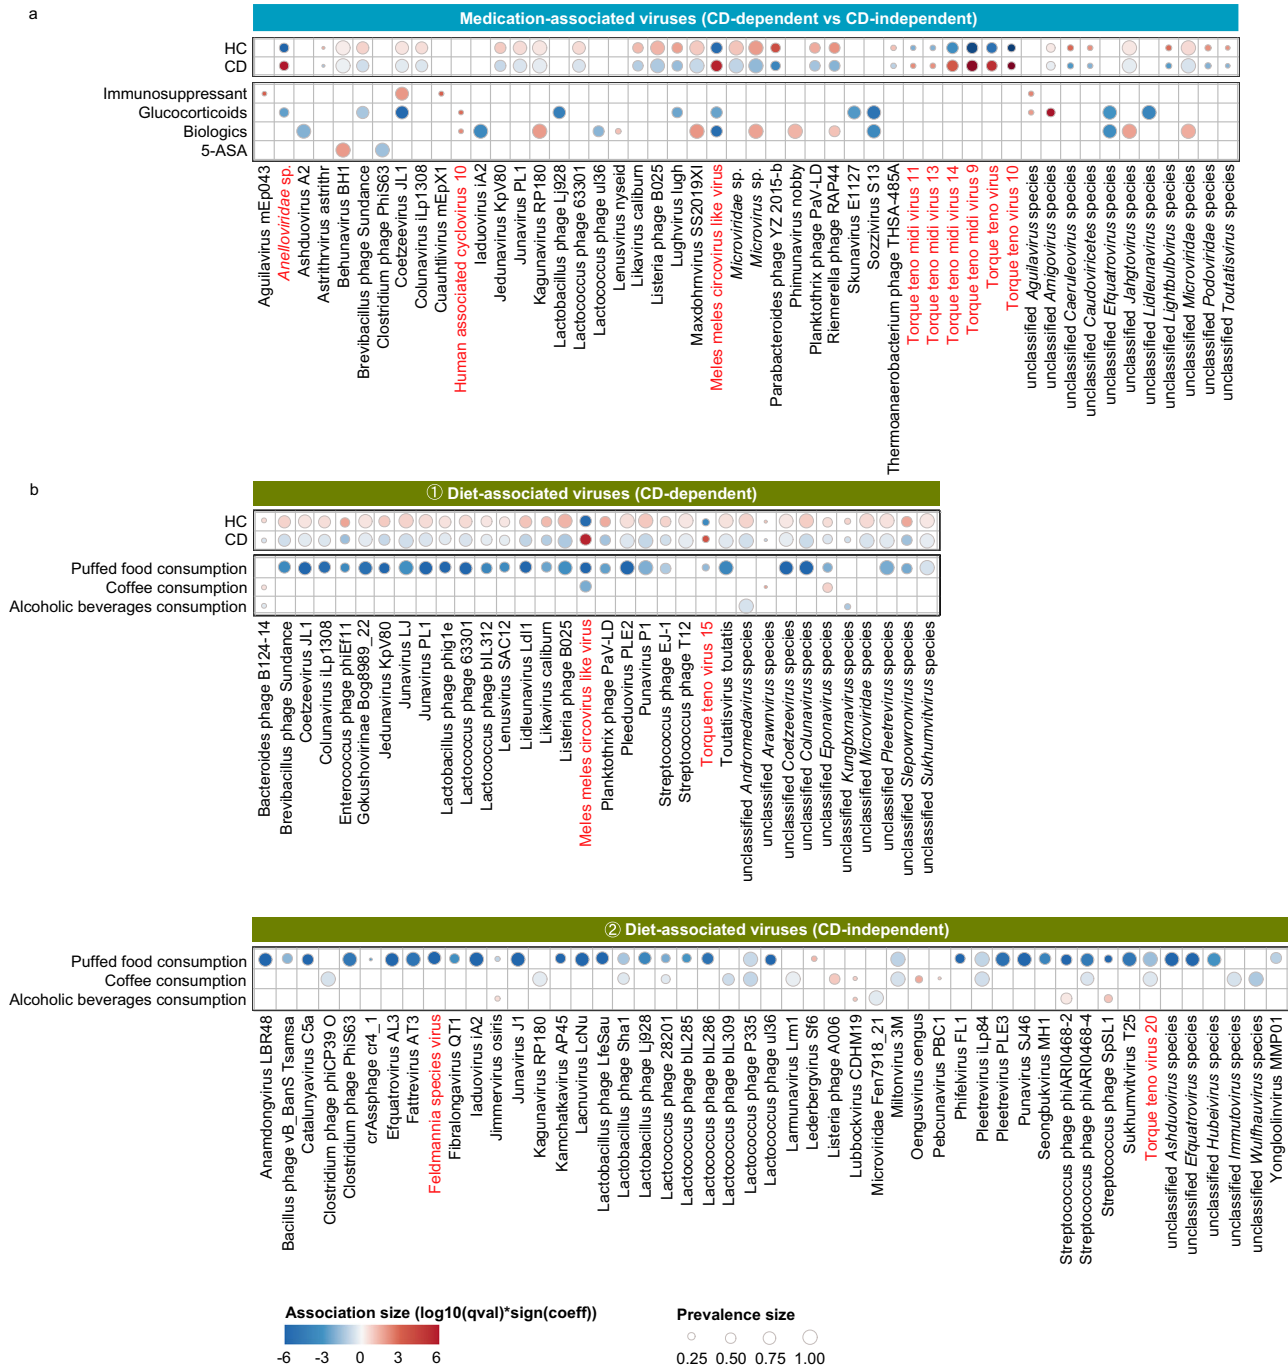 a
Medication-associated viruses (CD-dependent vs CD-independent)
HC
CD
Immunosuppressant
Glucocorticoids
Biologics
5-ASA
Aguilavirus mEp043
Anelloviridae sp.
Ashduovirus A2
Astrithrvirus astrithr
Behunavirus BH1
Brevibacillus phage Sundance
Clostridium phage PhiS63
Coetzeevirus JL1
Colunavirus iLp1308
Cuauhtlivirus mEpX1
Human associated cyclovirus 10
Iaduovirus iA2
Jedunavirus KpV80
Junavirus PL1
Kagunavirus RP180
Lactobacillus phage Lj928
Lactococcus phage 63301
Lactococcus phage ul36
Lenusvirus nyseid
Likavirus caliburn
Listeria phage B025
Lughvirus lugh
Maxdohrnvirus SS2019XI
Meles meles circovirus like virus
Microviridae sp.
Microvirus sp.
Parabacteroides phage YZ 2015-b
Phimunavirus nobby
Planktothrix phage PaV-LD
Riemerella phage RAP44
Skunavirus E1127
Sozzivirus S13
Thermoanaerobacterium phage THSA-485A
Torque teno midi virus 11
Torque teno midi virus 13
Torque teno midi virus 14
Torque teno midi virus 9
Torque teno virus
Torque teno virus 10
unclassified Aguilavirus species
unclassified Amigovirus species
unclassified Caeruleovirus species
unclassified Caudoviricetes species
unclassified Efquatrovirus species
unclassified Jahgtovirus species
unclassified Lidleunavirus species
unclassified Lightbulbvirus species
unclassified Microviridae species
unclassified Podoviridae species
unclassified Toutatisvirus species
b
① Diet-associated viruses (CD-dependent)
HC
CD
Puffed food consumption
Coffee consumption
Alcoholic beverages consumption
Bacteroides phage B124-14
Brevibacillus phage Sundance
Coetzeevirus JL1
Colunavirus iLp1308
Enterococcus phage phiEf11
Gokushovirinae Bog8989_22
Jedunavirus KpV80
Junavirus LJ
Junavirus PL1
Lactobacillus phage phig1e
Lactococcus phage 63301
Lactococcus phage bIL312
Lenusvirus SAC12
Lidleunavirus Ldl1
Likavirus caliburn
Listeria phage B025
Meles meles circovirus like virus
Planktothrix phage PaV-LD
Pleeduovirus PLE2
Punavirus P1
Streptococcus phage EJ-1
Streptococcus phage T12
Torque teno virus 15
Toutatisvirus toutatis
unclassified Andromedavirus species
unclassified Arawnvirus species
unclassified Coetzeevirus species
unclassified Colunavirus species
unclassified Eponavirus species
unclassified Kungbxnavirus species
unclassified Microviridae species
unclassified Pleetrevirus species
unclassified Slepowronvirus species
unclassified Sukhumvitvirus species
② Diet-associated viruses (CD-independent)
Puffed food consumption
Coffee consumption
Alcoholic beverages consumption
Anamdongvirus LBR48
Bacillus phage vB_BanS Tsamsa
Catalunyavirus C5a
Clostridium phage phiCP39 O
Clostridium phage PhiS63
crAssphage cr4_1
Efquatrovirus AL3
Fattrevirus AT3
Feldmannia species virus
Fibralongavirus QT1
Iaduovirus iA2
Jimmervirus osiris
Junavirus J1
Kagunavirus RP180
Kamchatkavirus AP45
Lacnuvirus LcNu
Lactobacillus phage LfeSau
Lactobacillus phage Sha1
Lactobacillus phage Lj928
Lactococcus phage 28201
Lactococcus phage bIL285
Lactococcus phage bIL286
Lactococcus phage bIL309
Lactococcus phage P335
Lactococcus phage ul36
Larmunavirus Lrm1
Lederbergvirus Sf6
Listeria phage A006
Lubbockvirus CDHM19
Microviridae Fen7918_21
Miltonvirus 3M
Oengusvirus oengus
Pebcunavirus PBC1
Phifelvirus FL1
Pleetrevirus iLp84
Pleetrevirus PLE3
Punavirus SJ46
Seongbukvirus MH1
Streptococcus phage phiARI0468-2
Streptococcus phage phiARI0468-4
Streptococcus phage SpSL1
Sukhumvitvirus T25
Torque teno virus 20
unclassified Ashduovirus species
unclassified Efquatrovirus species
unclassified Hubeivirus species
unclassified Immutovirus species
unclassified Wulfhauvirus species
Yongloolinvirus MMP01
Association size (log10(qval)*sign(coeff))
-6 -3 0 3 6
Prevalence size
0.25 0.50 0.75 1.00